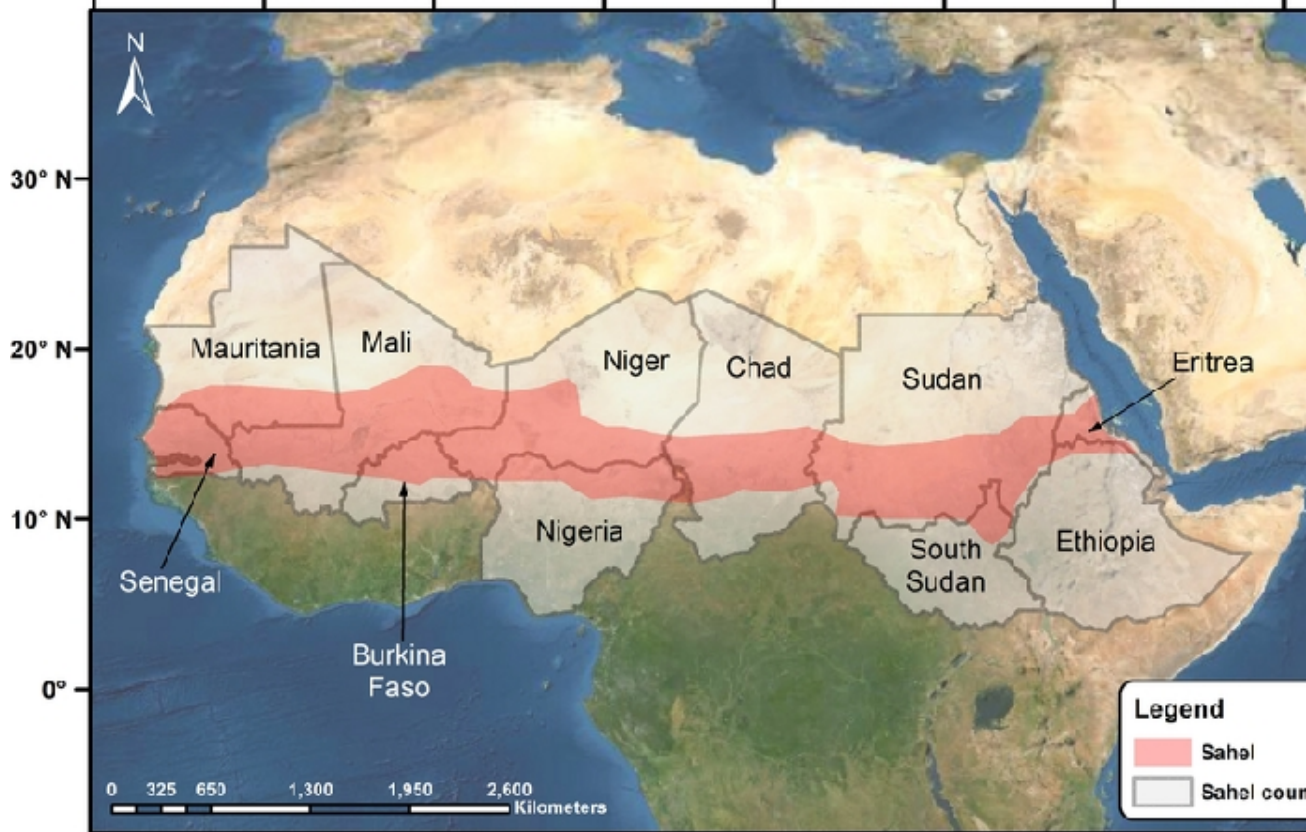 N
30° N
20° N
10° N
0°
Mauritania
Mali
Niger
Chad
Sudan
Eritrea
Nigeria
South
Sudan
Ethiopia
Senegal
Burkina
Faso
0 325 650 1,300 1,950 2,600
Kilometers
Legend
Sahel
Sahel coun